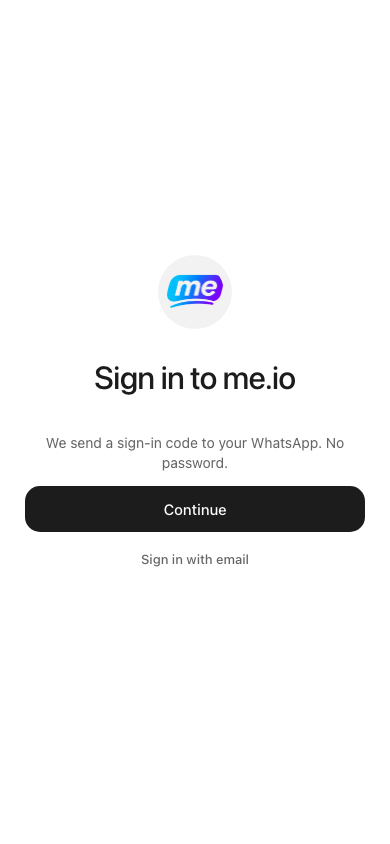 me
Sign in to me.io
We send a sign-in code to your WhatsApp. No
password.
Continue
Sign in with email